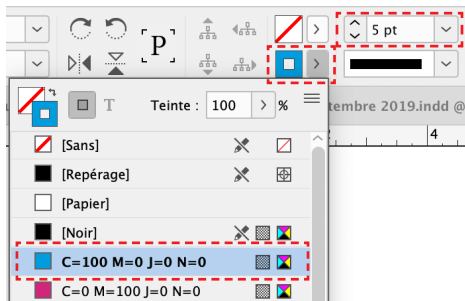 5 pt
P
T Teinte : 100 %
tembre 2019.indd @
[Sans]
4
[Repérage]
[Papier]
[Noir]
C=100 M=0 J=0 N=0
C=0 M=100 J=0 N=0